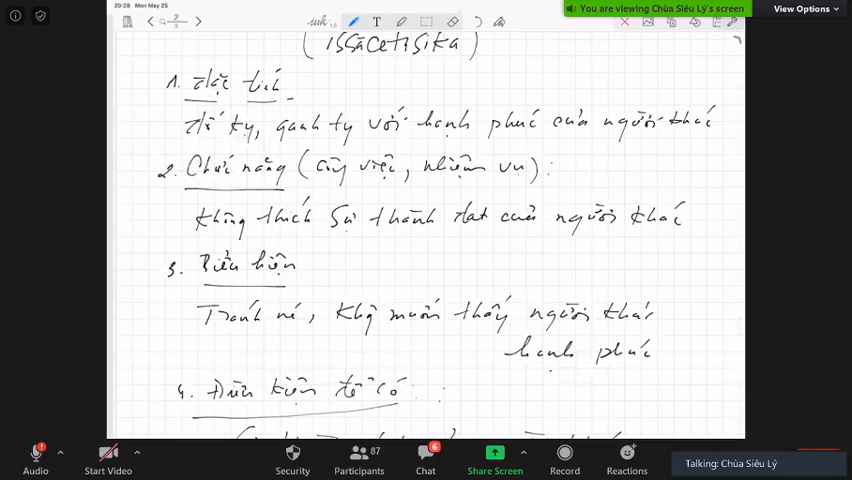 20:29 Mon May 25
You are viewing Chùa Siêu Lý's screen
View Options
2
T
(issācetisika)
1. Đặc tính
đố kỵ, ganh tỵ với hạnh phúc của người khác
2. Chức năng (công việc, nhiệm vụ):
không thích sự thành đạt của người khác
3. Biểu hiện
Tránh né, không muốn thấy người khác
hạnh phúc
4. Điều kiện để có :
Audio
Start Video
Security
87
Participants
6
Chat
Share Screen
Record
Reactions
Talking: Chùa Siêu Lý